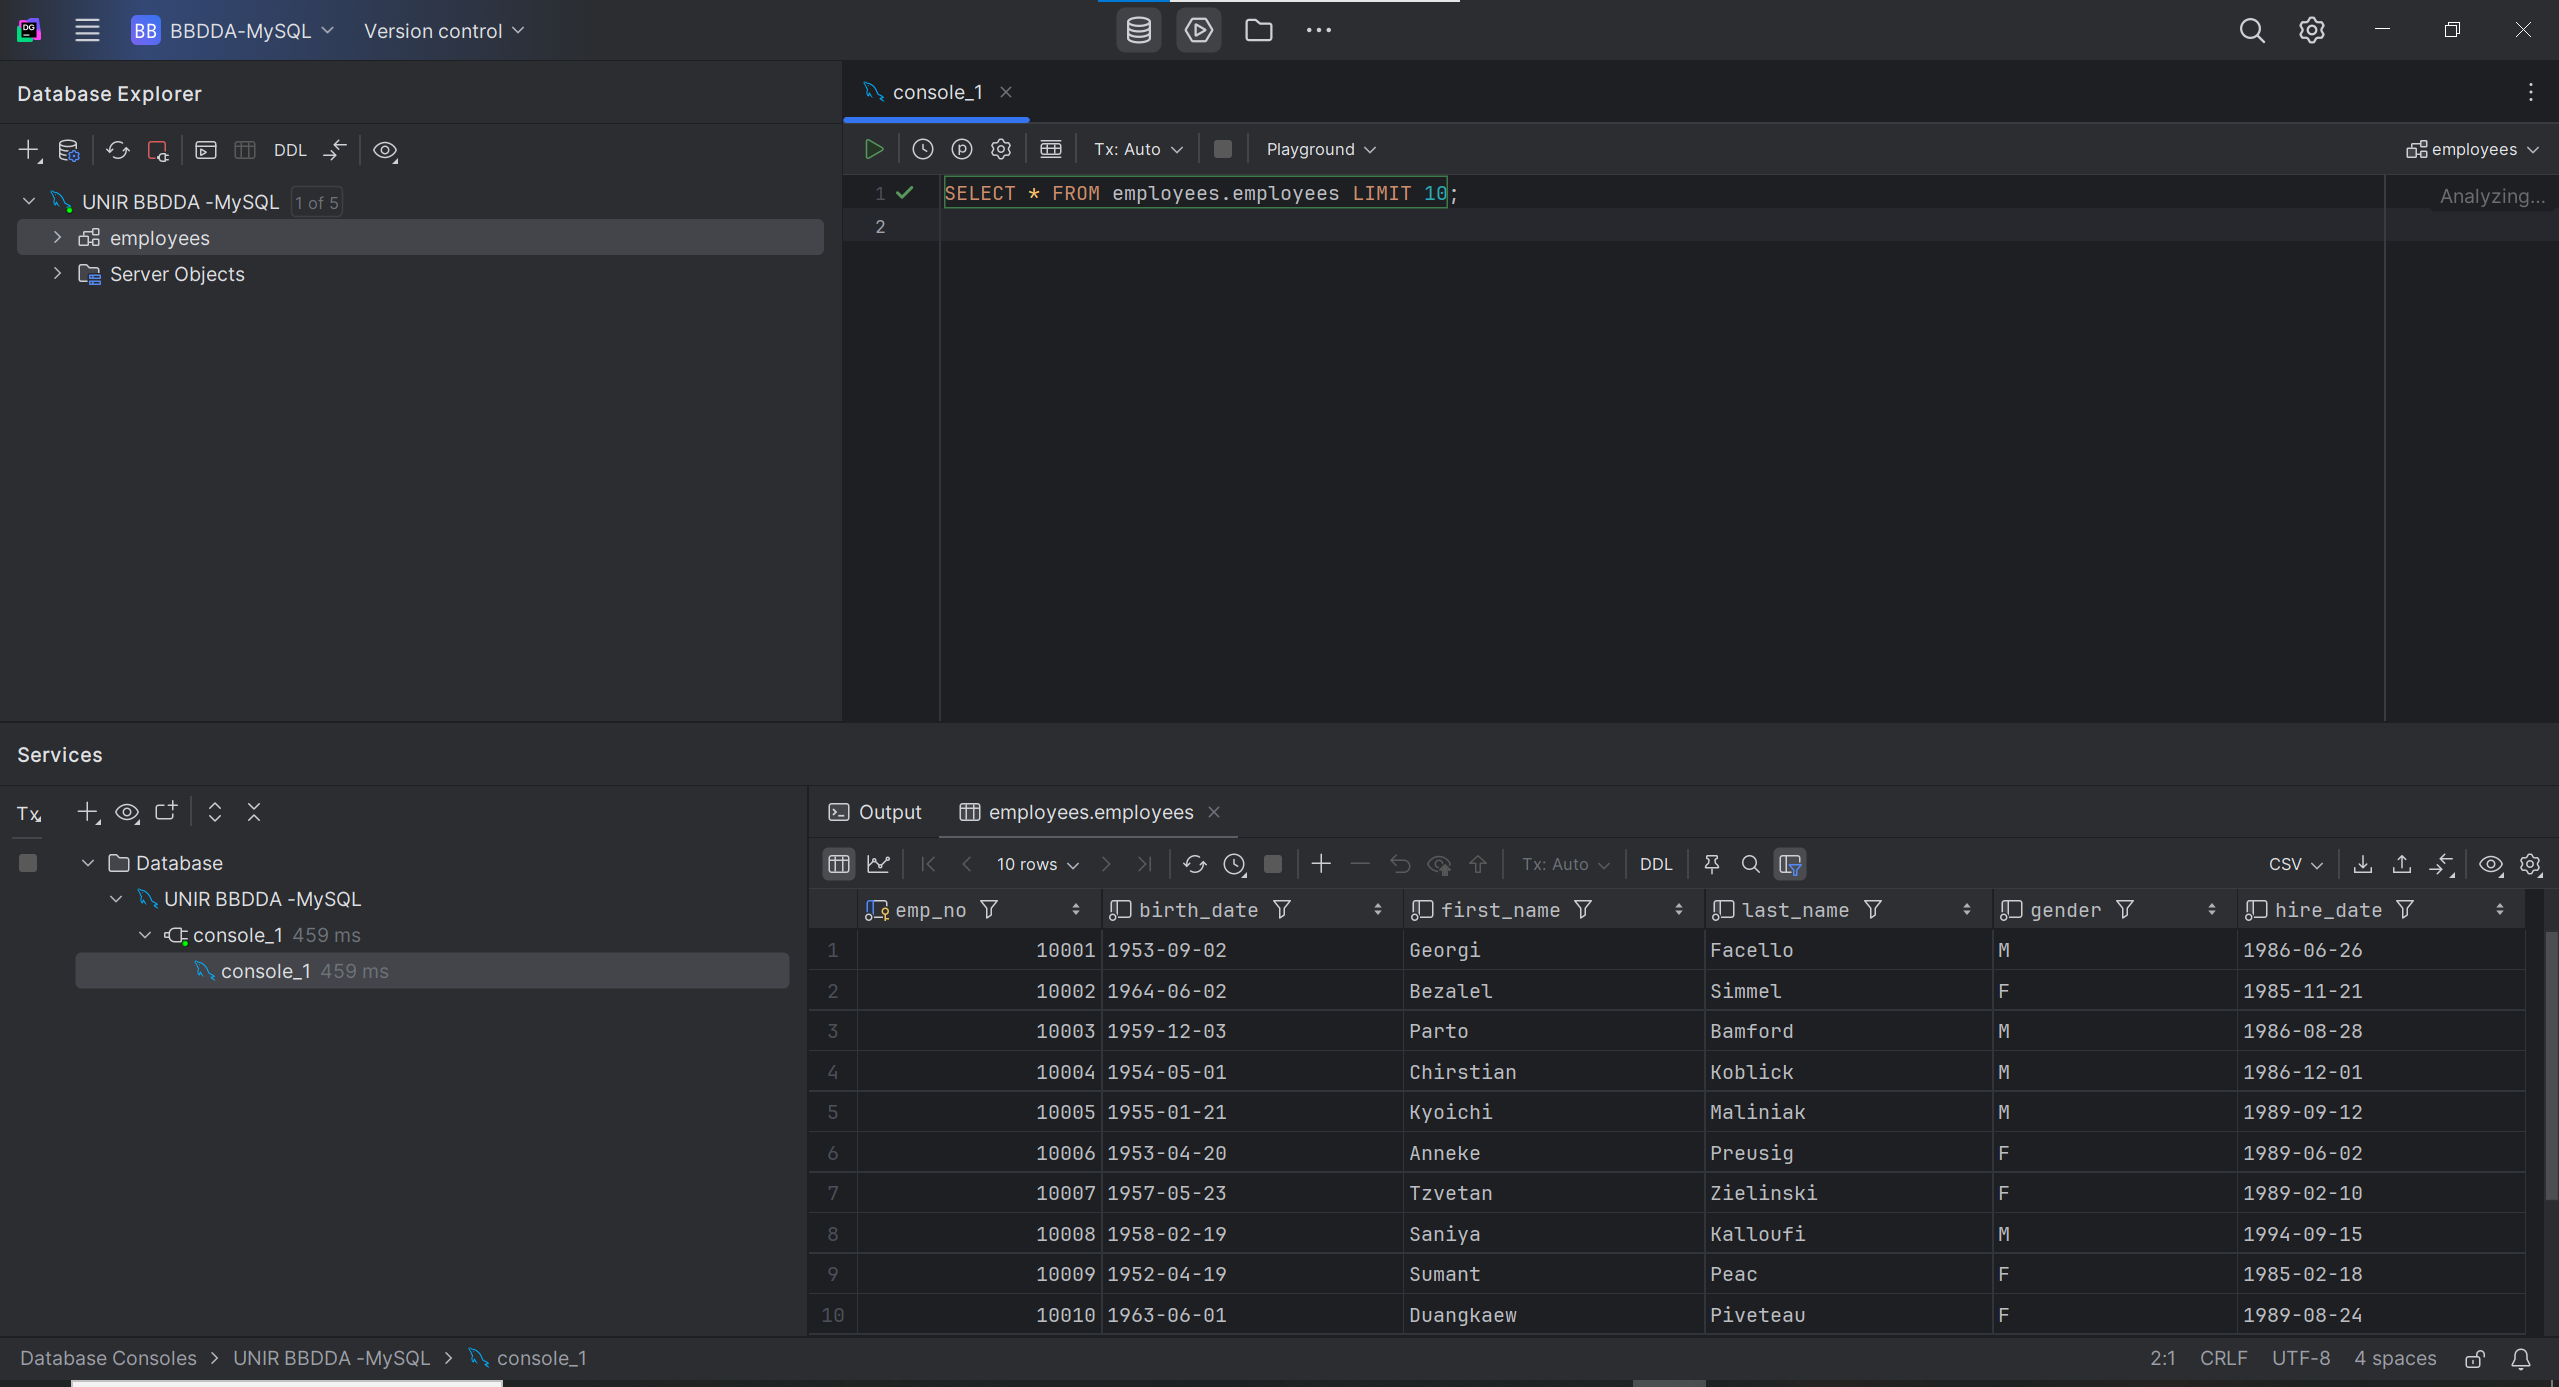 DG BB BBDDA-MySQL Version control
Database Explorer
console_1
DDL
Tx: Auto Playground employees
UNIR BBDDA -MySQL 1 of 5
employees
Server Objects
1 SELECT * FROM employees.employees LIMIT 10; Analyzing...
2
Services
Tx
Database
UNIR BBDDA -MySQL
console_1 459 ms
console_1 459 ms
Output employees.employees
10 rows Tx: Auto DDL CSV
emp_no birth_date first_name last_name gender hire_date
1 10001 1953-09-02 Georgi Facello M 1986-06-26
2 10002 1964-06-02 Bezalel Simmel F 1985-11-21
3 10003 1959-12-03 Parto Bamford M 1986-08-28
4 10004 1954-05-01 Chirstian Koblick M 1986-12-01
5 10005 1955-01-21 Kyoichi Maliniak M 1989-09-12
6 10006 1953-04-20 Anneke Preusig F 1989-06-02
7 10007 1957-05-23 Tzvetan Zielinski F 1989-02-10
8 10008 1958-02-19 Saniya Kalloufi M 1994-09-15
9 10009 1952-04-19 Sumant Peac F 1985-02-18
10 10010 1963-06-01 Duangkaew Piveteau F 1989-08-24
Database Consoles > UNIR BBDDA -MySQL > console_1 2:1 CRLF UTF-8 4 spaces